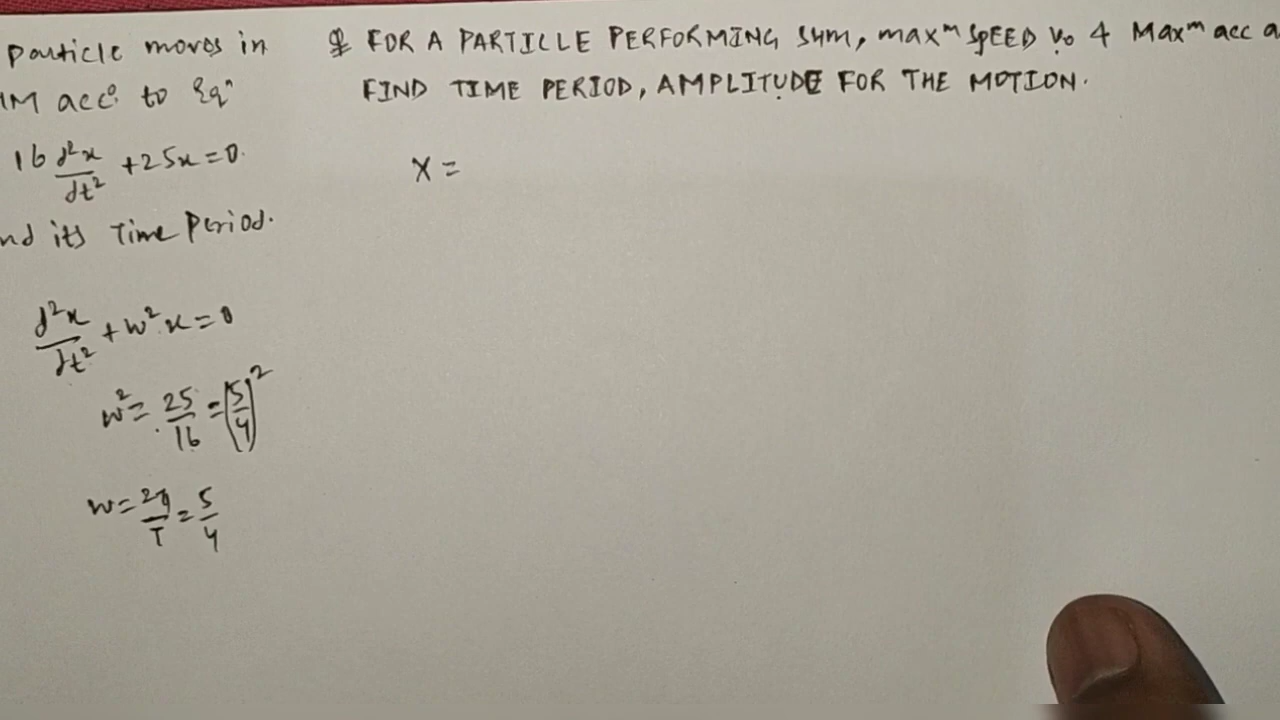 particle moves in
HM acc° to Eqⁿ
16 d²x/dt² + 25x = 0.
nd its Time Period.
d²x/dt² + w².x = 0
w² = 25/16 = (5/4)²
w = 2π/T = 5/4
Q FOR A PARTICLE PERFORMING SHM, maxᵐ SPEED V₀ & Maxᵐ acc a
FIND TIME PERIOD, AMPLITUDE FOR THE MOTION.
X =